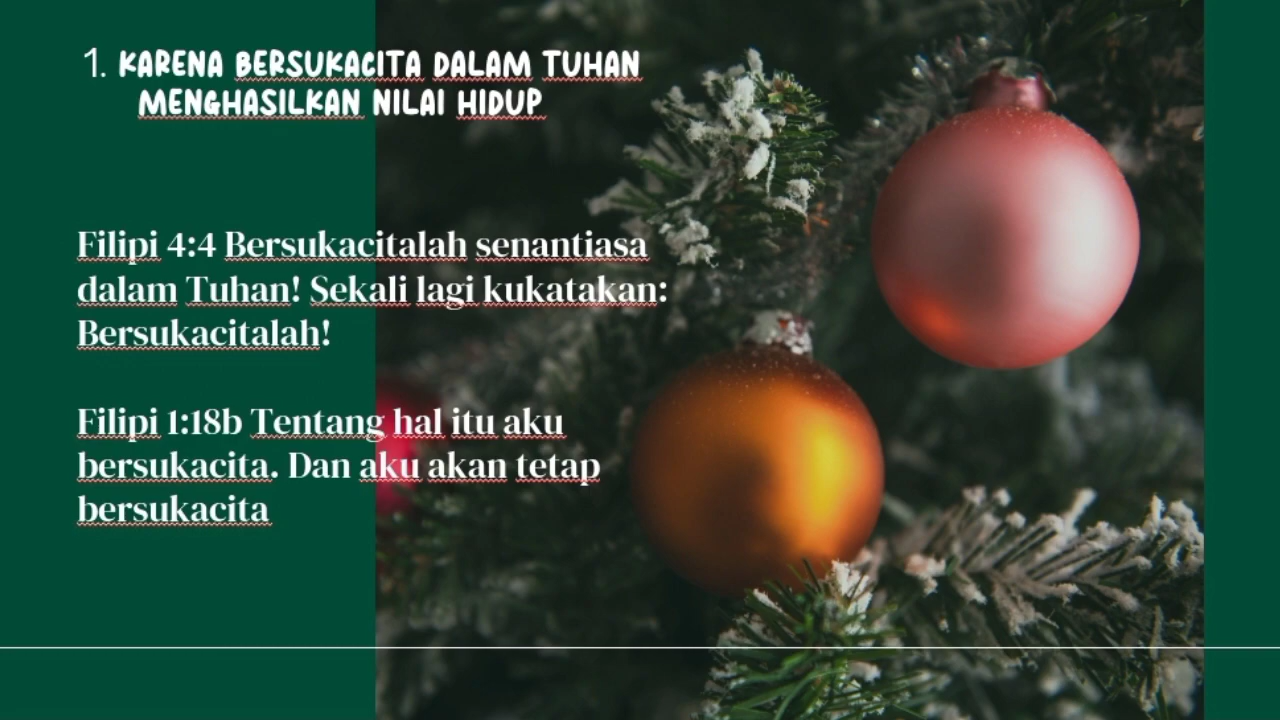 1. KARENA BERSUKACITA DALAM TUHAN
MENGHASILKAN NILAI HIDUP
Filipi 4:4 Bersukacitalah senantiasa
dalam Tuhan! Sekali lagi kukatakan:
Bersukacitalah!
Filipi 1:18b Tentang hal itu aku
bersukacita. Dan aku akan tetap
bersukacita